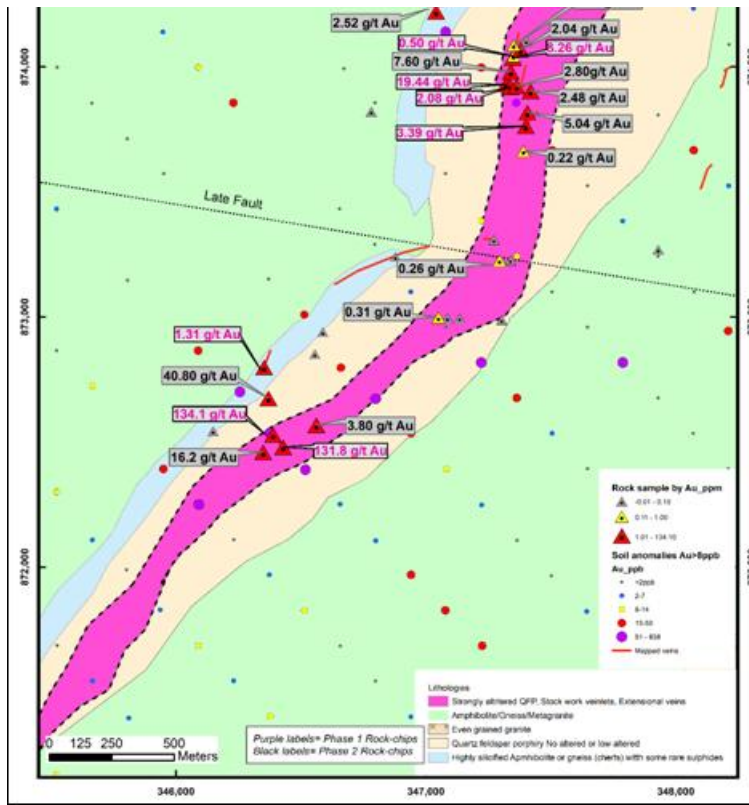 2.52 g/t Au
2.04 g/t Au
0.50 g/t Au
8.26 g/t Au
874,000
7.60 g/t Au
2.80g/t Au
19.44 g/t Au
2.08 g/t Au
2.48 g/t Au
5.04 g/t Au
3.39 g/t Au
0.22 g/t Au
Late Fault
0.26 g/t Au
873,000
0.31 g/t Au
1.31 g/t Au
40.80 g/t Au
134.1 g/t Au
3.80 g/t Au
131.8 g/t Au
16.2 g/t Au
872,000
Rock sample by Au_ppm
-0.01 - 0.10
0.11 - 1.00
1.01 - 134.10
Soil anomalies Au>8ppb
Au_ppb
<2ppb
2-7
8-14
15-50
51 - 658
Mapped veins
Lithologies
Strongly altered QFP, Stock work veinlets, Extensional veins
Amphibolite/Gneiss/Metagranite
Even grained granite
Quartz feldspar porphiry No altered or low altered
Highly silicified Apmhibolite or gneiss (cherts) with some rare sulphides
Purple labels= Phase 1 Rock-chips
Black labels= Phase 2 Rock-chips
0 125 250 500
Meters
346,000 347,000 348,000